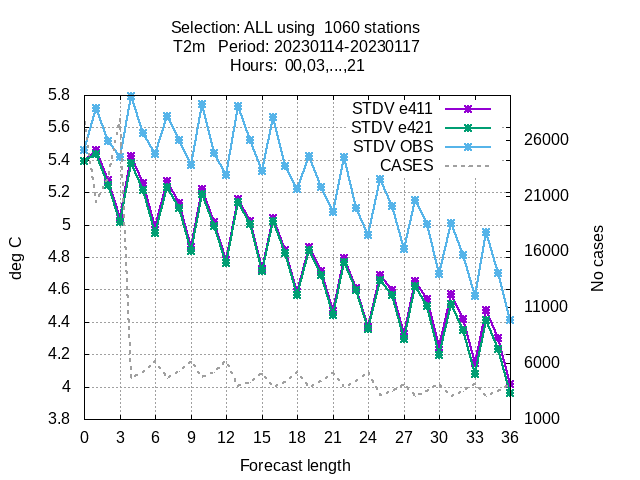 Selection: ALL using  1060 stations
T2m   Period: 20230114-20230117
Hours:  00,03,...,21
STDV e411
STDV e421
STDV OBS
CASES
5.8
5.6
5.4
5.2
5
4.8
4.6
4.4
4.2
4
3.8
deg C
26000
21000
16000
11000
6000
1000
No cases
0 3 6 9 12 15 18 21 24 27 30 33 36
Forecast length